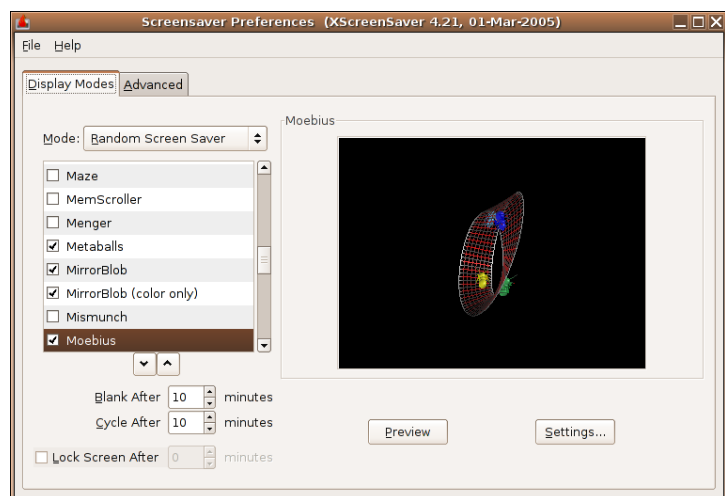 Screensaver Preferences (XScreenSaver 4.21, 01-Mar-2005)
File Help
Display Modes Advanced
Mode: Random Screen Saver
Maze
MemScroller
Menger
Metaballs
MirrorBlob
MirrorBlob (color only)
Mismunch
Moebius
Blank After 10 minutes
Cycle After 10 minutes
Lock Screen After 0 minutes
Moebius
Preview Settings...